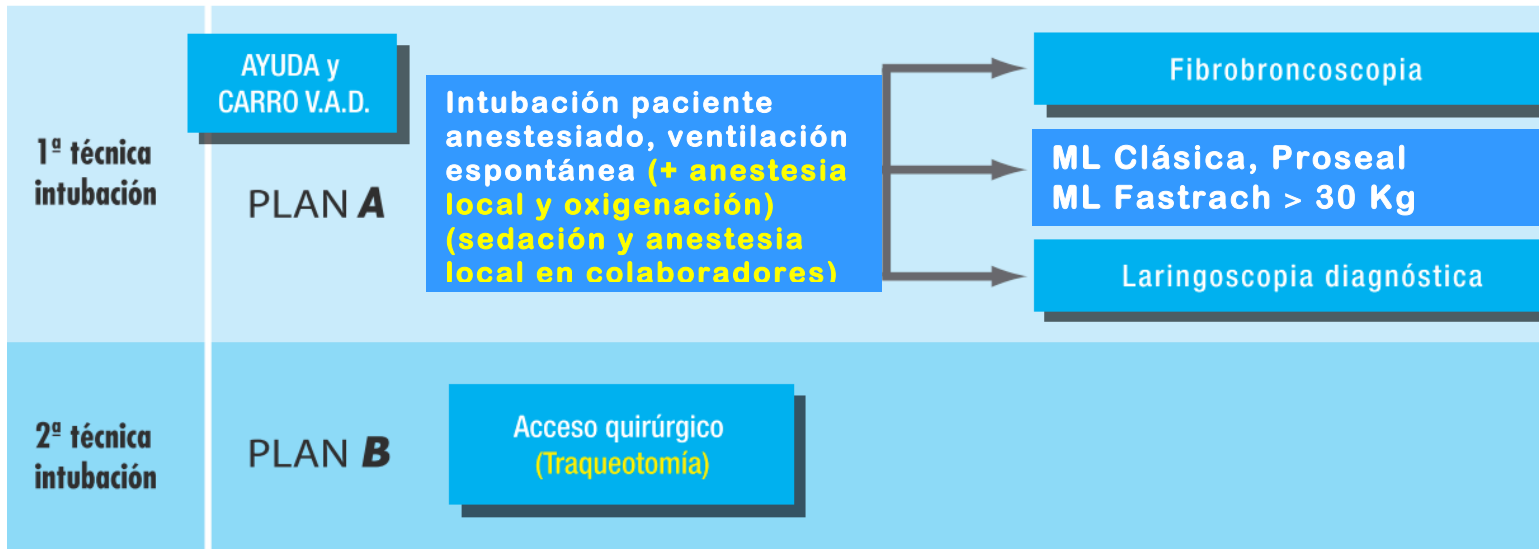 AYUDA y
CARRO V.A.D.
1ª técnica
intubación
PLAN A
Intubación paciente
anestesiado, ventilación
espontánea (+ anestesia
local y oxigenación)
(sedación y anestesia
local en colaboradores)
Fibrobroncoscopia
ML Clásica, Proseal
ML Fastrach > 30 Kg
Laringoscopia diagnóstica
2ª técnica
intubación
PLAN B
Acceso quirúrgico
(Traqueotomía)